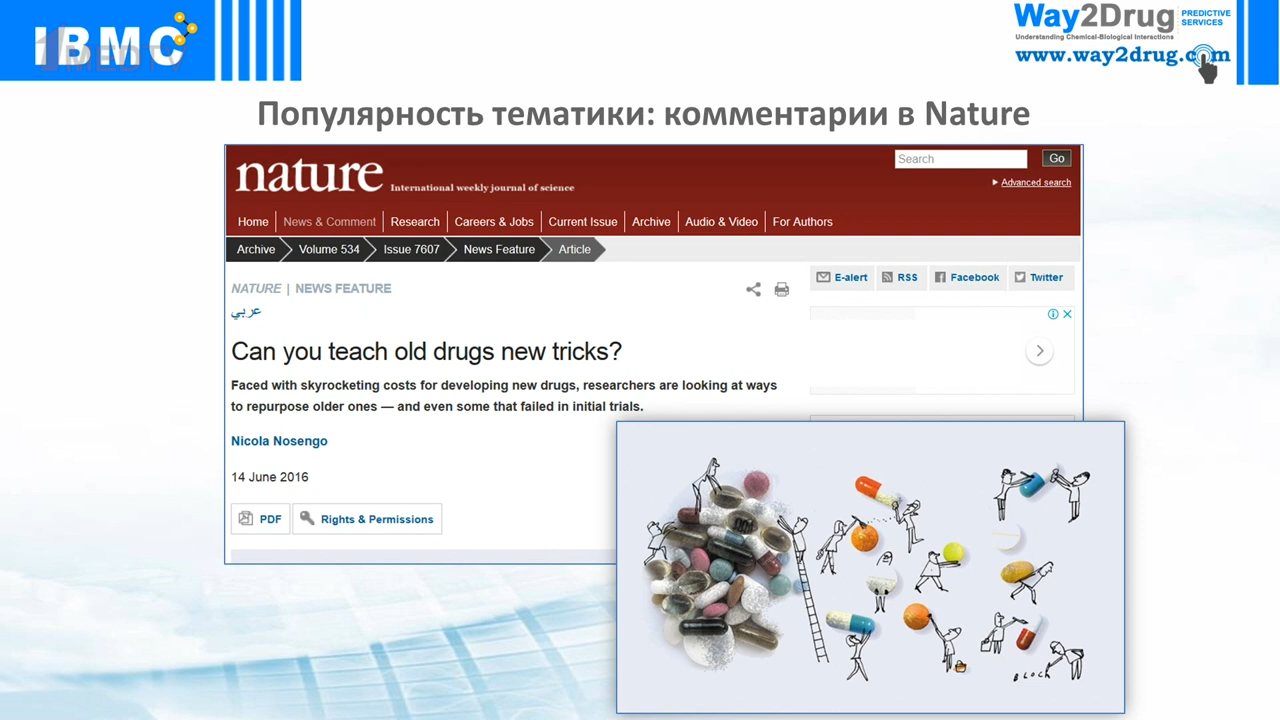 IBMC
1MEDTV
Way2Drug PREDICTIVE SERVICES
Understanding Chemical-Biological Interactions
www.way2drug.com
Популярность тематики: комментарии в Nature
nature International weekly journal of science
Search Go
Advanced search
Home News & Comment Research Careers & Jobs Current Issue Archive Audio & Video For Authors
Archive Volume 534 Issue 7607 News Feature Article
E-alert RSS Facebook Twitter
NATURE | NEWS FEATURE
عربي
Can you teach old drugs new tricks?
Faced with skyrocketing costs for developing new drugs, researchers are looking at ways
to repurpose older ones — and even some that failed in initial trials.
Nicola Nosengo
14 June 2016
PDF Rights & Permissions
BLOCH